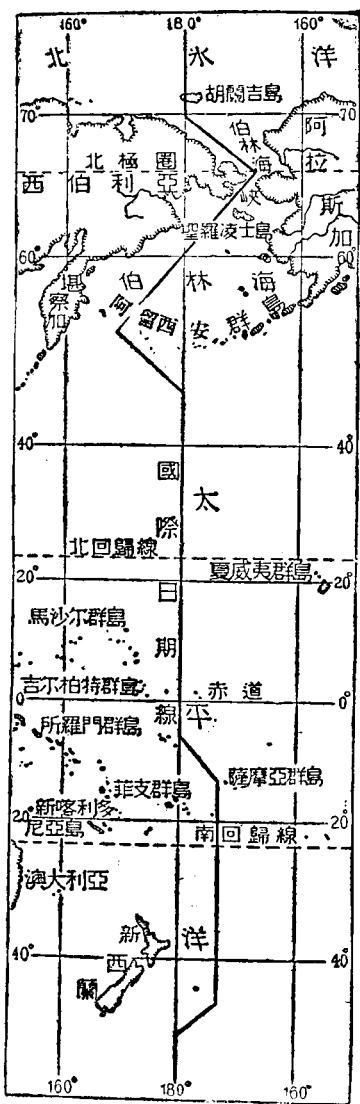 160° 180° 160°
北 氷 洋
胡蘭吉島
70 70
伯林海峡
阿拉斯加
北極圏
西伯利亞
聖羅凌士島
60 60
堪察加
伯林海
阿留西安群島
40° 40°
國際日期線
太平洋
北回歸線
夏威夷群島
20° 20°
馬沙尔群島
吉尔柏特群島
赤道
0° 0°
所羅門群島
薩摩亞群島
菲支群島
新喀利多
尼亞島
20 20
南回歸線
澳大利亞
新西蘭
40° 40°
160° 180° 160°